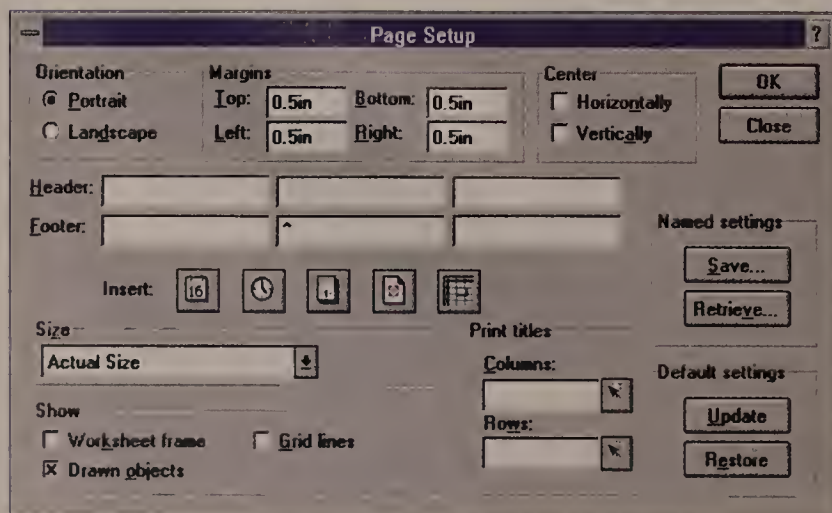 Page Setup ?
Orientation
Portrait
Landscape
Margins
Top: 0.5in Bottom: 0.5in
Left: 0.5in Right: 0.5in
Center
Horizontally
Vertically
OK
Close
Header:
Footer: ^
Insert: 16
Size
Actual Size
Show
Worksheet frame Grid lines
Drawn objects
Print titles
Columns:
Rows:
Named settings
Save...
Retrieve...
Default settings
Update
Restore